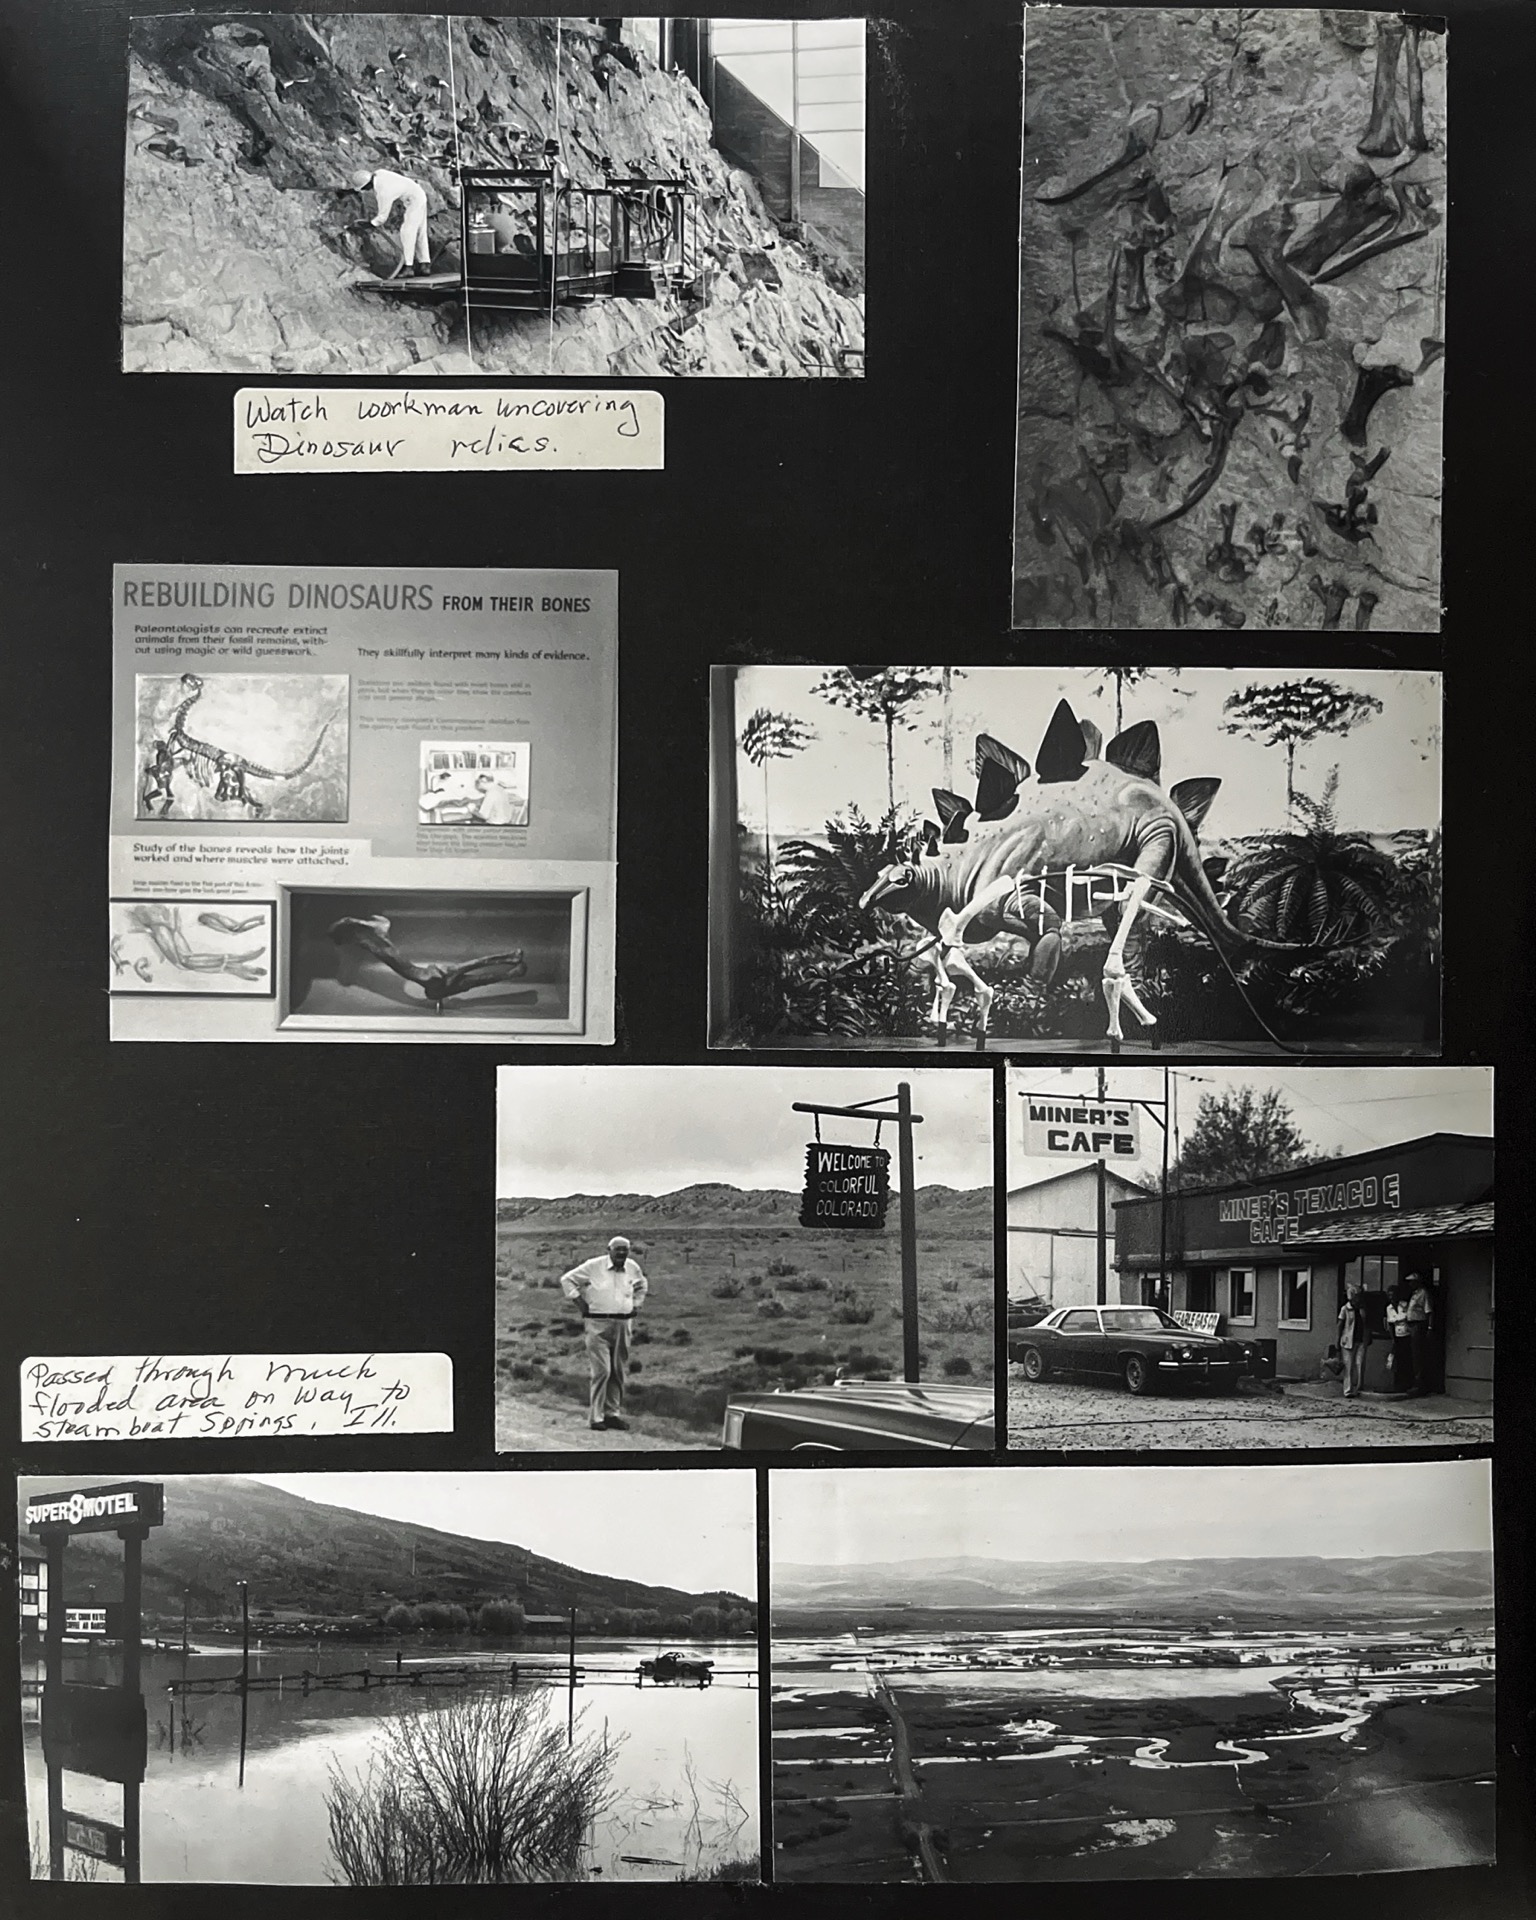 Watch workman uncovering
Dinosaur relics.
REBUILDING DINOSAURS FROM THEIR BONES
Paleontologists can recreate extinct
animals from their fossil remains, with-
out using magic or wild guesswork.
They skillfully interpret many kinds of evidence.
Study of the bones reveals how the joints
worked and where muscles were attached.
WELCOME TO
COLORFUL
COLORADO
MINER'S
CAFE
MINER'S TEXACO &
CAFE
Passed through much
flooded area on way to
Steamboat Springs, Ill.
SUPER 8 MOTEL